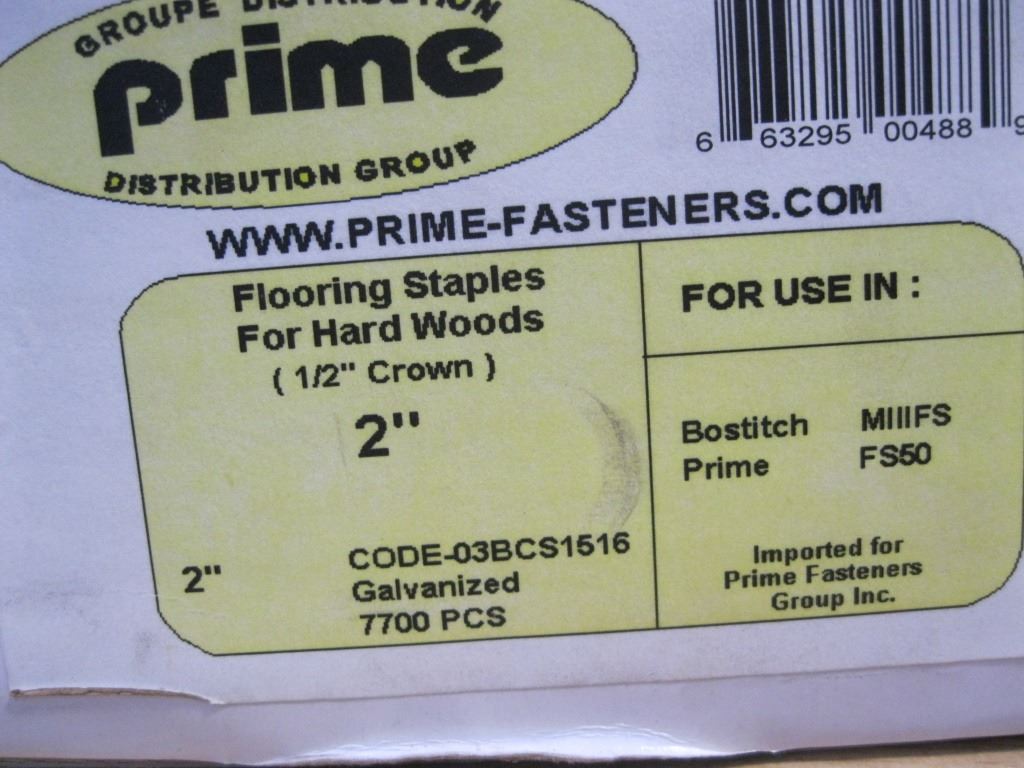 GROUPE DISTRIBUTION
prime
DISTRIBUTION GROUP
6 63295 00488 9
WWW.PRIME-FASTENERS.COM
Flooring Staples
For Hard Woods
( 1/2" Crown )
2"
2"
CODE-03BCS1516
Galvanized
7700 PCS
FOR USE IN :
Bostitch MIIIFS
Prime FS50
Imported for
Prime Fasteners
Group Inc.